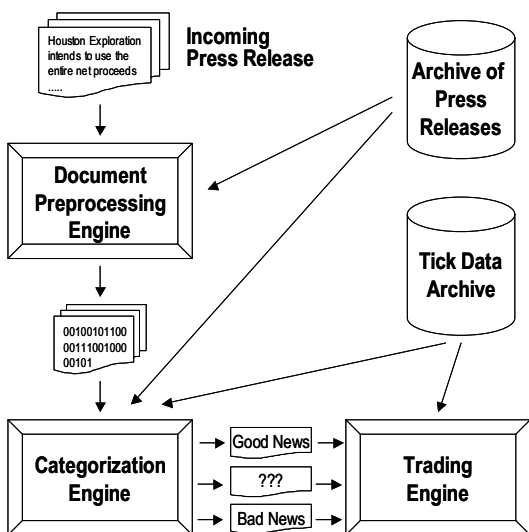 Houston Exploration
intends to use the
entire net proceeds
.....
Incoming
Press Release
Archive of
Press
Releases
Document
Preprocessing
Engine
Tick Data
Archive
00100101100
00111001000
00101
Categorization
Engine
Good News
???
Bad News
Trading
Engine